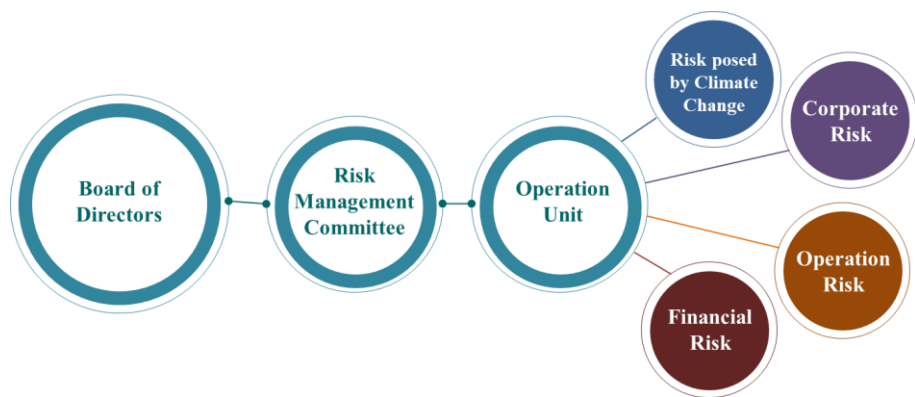 Board of
Directors
Risk
Management
Committee
Operation
Unit
Risk posed
by Climate
Change
Corporate
Risk
Operation
Risk
Financial
Risk